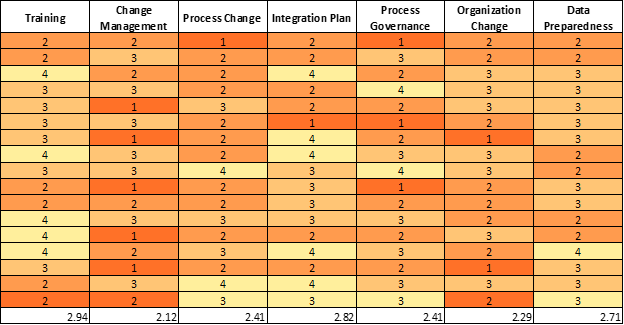 Training
Change
Management
Process Change
Integration Plan
Process
Governance
Organization
Change
Data
Preparedness
2 2 1 2 1 2 2
2 3 2 2 3 2 2
4 2 2 4 2 3 3
3 3 2 2 4 3 3
3 1 3 2 2 3 3
3 3 2 1 1 2 3
3 1 2 4 2 1 3
4 3 2 4 3 3 2
3 3 4 3 4 3 2
2 1 2 3 1 2 3
2 2 2 3 2 2 3
4 3 3 3 3 2 2
4 1 2 2 2 3 2
4 2 3 4 3 2 4
3 1 2 2 2 1 3
2 3 4 4 3 3 3
2 2 3 3 3 2 3
2.94 2.12 2.41 2.82 2.41 2.29 2.71